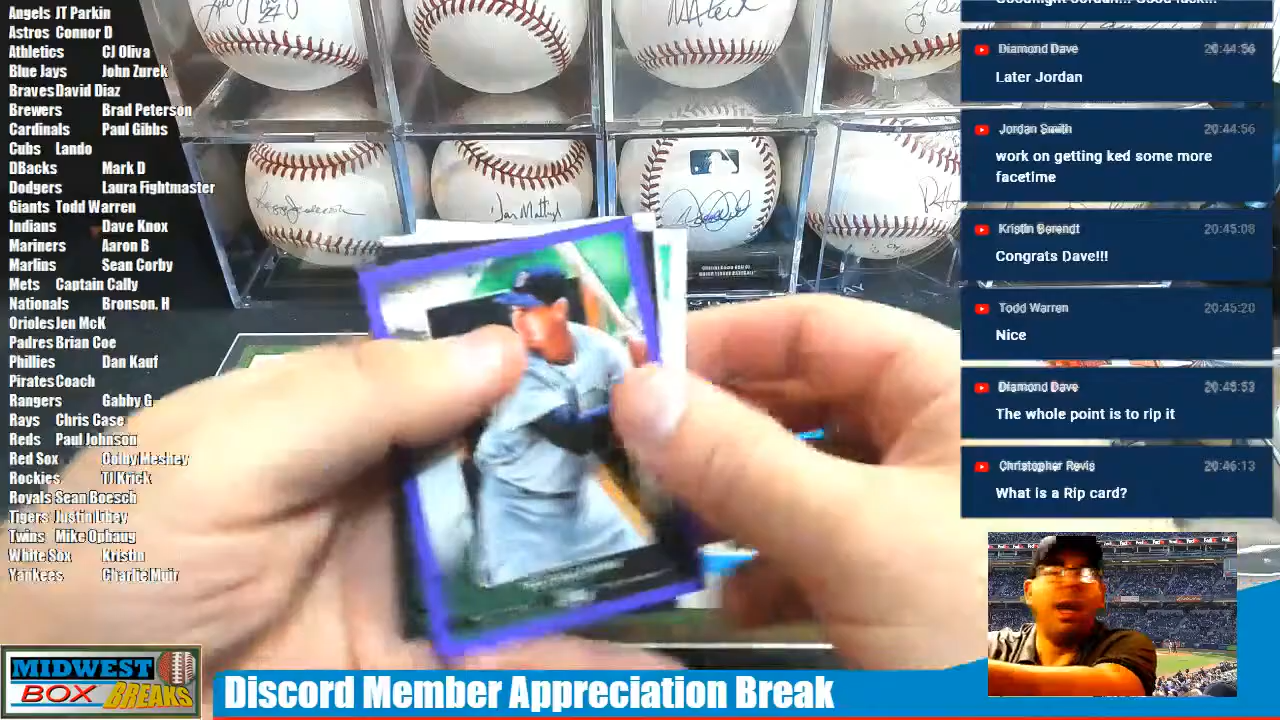 Angels JT Parkin
Astros Connor D
Athletics CJ Oliva
Blue Jays John Zurek
Braves David Diaz
Brewers Brad Peterson
Cardinals Paul Gibbs
Cubs Lando
DBacks Mark D
Dodgers Laura Fightmaster
Giants Todd Warren
Indians Dave Knox
Mariners Aaron B
Marlins Sean Corby
Mets Captain Cally
Nationals Bronson. H
Orioles Jen McK
Padres Brian Coe
Phillies Dan Kauf
Pirates Coach
Rangers Gabby G
Rays Chris Case
Reds Paul Johnson
Red Sox Colby Meshey
Rockies TJ Krick
Royals Sean Boesch
Tigers Justin Libey
Twins Mike Ophaug
White Sox Kristin
Yankees Charlie Muir
Diamond Dave 20:44:56
Later Jordan
Jordan Smith 20:44:56
work on getting ked some more
facetime
Kristin Berendt 20:45:08
Congrats Dave!!!
Todd Warren 20:45:20
Nice
Diamond Dave 20:45:53
The whole point is to rip it
Christopher Revis 20:46:13
What is a Rip card?
MIDWEST
BOX BREAKS
Discord Member Appreciation Break